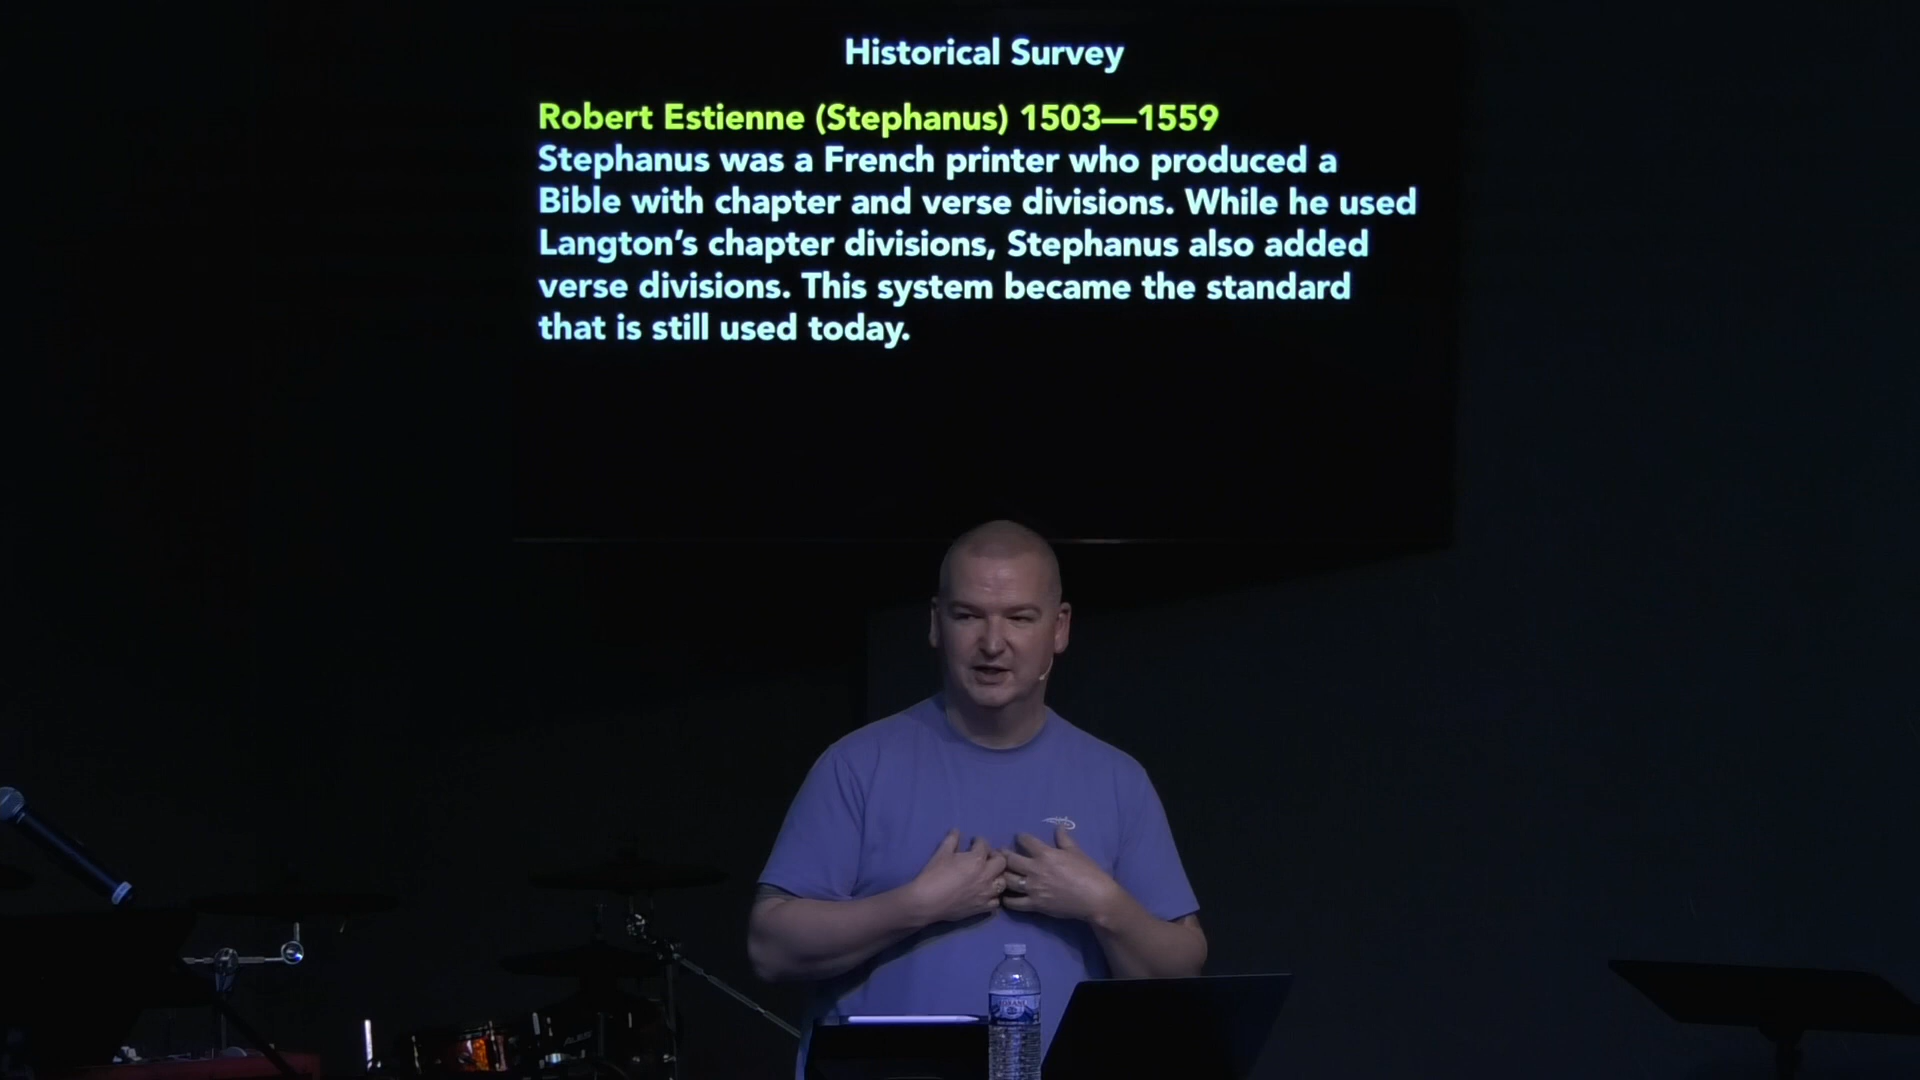 Historical Survey
Robert Estienne (Stephanus) 1503—1559
Stephanus was a French printer who produced a
Bible with chapter and verse divisions. While he used
Langton’s chapter divisions, Stephanus also added
verse divisions. This system became the standard
that is still used today.